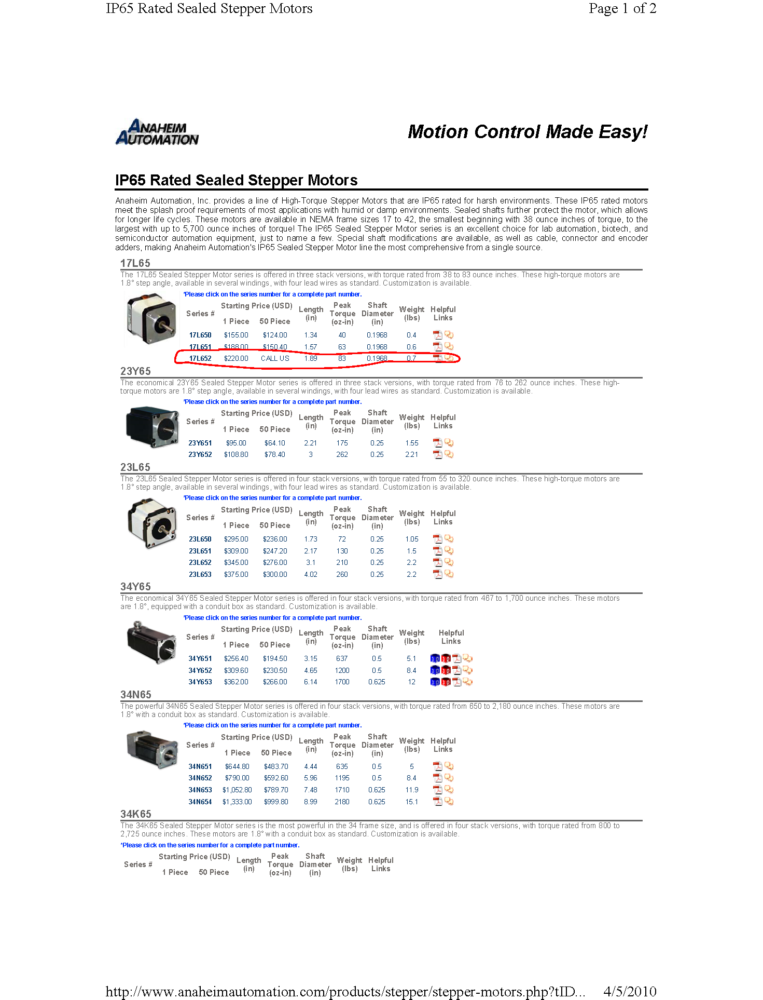 IP65 Rated Sealed Stepper Motors Page 1 of 2
ANAHEIM AUTOMATION
Motion Control Made Easy!
IP65 Rated Sealed Stepper Motors
Anaheim Automation, Inc. provides a line of High-Torque Stepper Motors that are IP65 rated for harsh environments. These IP65 rated motors
meet the splash proof requirements of most applications with humid or damp environments. Sealed shafts further protect the motor, which allows
for longer life cycles. These motors are available in NEMA frame sizes 17 to 42, the smallest beginning with 38 ounce inches of torque, to the
largest with up to 5,700 ounce inches of torque! The IP65 Sealed Stepper Motor series is an excellent choice for lab automation, biotech, and
semiconductor automation equipment, just to name a few. Special shaft modifications are available, as well as cable, connector and encoder
adders, making Anaheim Automation's IP65 Sealed Stepper Motor line the most comprehensive from a single source.
17L65
The 17L65 Sealed Stepper Motor series is offered in three stack versions, with torque rated from 38 to 83 ounce inches. These high-torque motors are
1.8° step angle, available in several windings, with four lead wires as standard. Customization is available.
*Please click on the series number for a complete part number.
Series # Starting Price (USD) 1 Piece 50 Piece Length (in) Peak Torque (oz-in) Shaft Diameter (in) Weight (lbs) Helpful Links
17L650 $155.00 $124.00 1.34 40 0.1968 0.4
17L651 $188.00 $150.40 1.57 63 0.1968 0.6
17L652 $220.00 CALL US 1.89 83 0.1968 0.7
23Y65
The economical 23Y65 Sealed Stepper Motor series is offered in three stack versions, with torque rated from 76 to 262 ounce inches. These high-
torque motors are 1.8° step angle, available in several windings, with four lead wires as standard. Customization is available.
*Please click on the series number for a complete part number.
Series # Starting Price (USD) 1 Piece 50 Piece Length (in) Peak Torque (oz-in) Shaft Diameter (in) Weight (lbs) Helpful Links
23Y651 $95.00 $64.10 2.21 175 0.25 1.55
23Y652 $108.80 $78.40 3 262 0.25 2.21
23L65
The 23L65 Sealed Stepper Motor series is offered in four stack versions, with torque rated from 55 to 320 ounce inches. These high-torque motors are
1.8° step angle, available in several windings, with four lead wires as standard. Customization is available.
*Please click on the series number for a complete part number.
Series # Starting Price (USD) 1 Piece 50 Piece Length (in) Peak Torque (oz-in) Shaft Diameter (in) Weight (lbs) Helpful Links
23L650 $295.00 $236.00 1.73 72 0.25 1.05
23L651 $309.00 $247.20 2.17 130 0.25 1.5
23L652 $345.00 $276.00 3.1 210 0.25 2.2
23L653 $375.00 $300.00 4.02 260 0.25 2.2
34Y65
The economical 34Y65 Sealed Stepper Motor series is offered in four stack versions, with torque rated from 467 to 1,700 ounce inches. These motors
are 1.8°, equipped with a conduit box as standard. Customization is available.
*Please click on the series number for a complete part number.
Series # Starting Price (USD) 1 Piece 50 Piece Length (in) Peak Torque (oz-in) Shaft Diameter (in) Weight (lbs) Helpful Links
34Y651 $256.40 $194.50 3.15 637 0.5 5.1
34Y652 $309.60 $230.50 4.65 1200 0.5 8.4
34Y653 $362.00 $266.00 6.14 1700 0.625 12
34N65
The powerful 34N65 Sealed Stepper Motor series is offered in four stack versions, with torque rated from 650 to 2,180 ounce inches. These motors are
1.8° with a conduit box as standard. Customization is available.
*Please click on the series number for a complete part number.
Series # Starting Price (USD) 1 Piece 50 Piece Length (in) Peak Torque (oz-in) Shaft Diameter (in) Weight (lbs) Helpful Links
34N651 $644.80 $483.70 4.44 635 0.5 5
34N652 $790.00 $592.60 5.96 1195 0.5 8.4
34N653 $1,052.80 $789.70 7.48 1710 0.625 11.9
34N654 $1,333.00 $999.80 8.99 2180 0.625 15.1
34K65
The 34K65 Sealed Stepper Motor series is the most powerful in the 34 frame size, and is offered in four stack versions, with torque rated from 800 to
2,725 ounce inches. These motors are 1.8° with a conduit box as standard. Customization is available.
*Please click on the series number for a complete part number.
Series # Starting Price (USD) 1 Piece 50 Piece Length (in) Peak Torque (oz-in) Shaft Diameter (in) Weight (lbs) Helpful Links
http://www.anaheimautomation.com/products/stepper/stepper-motors.php?tID... 4/5/2010